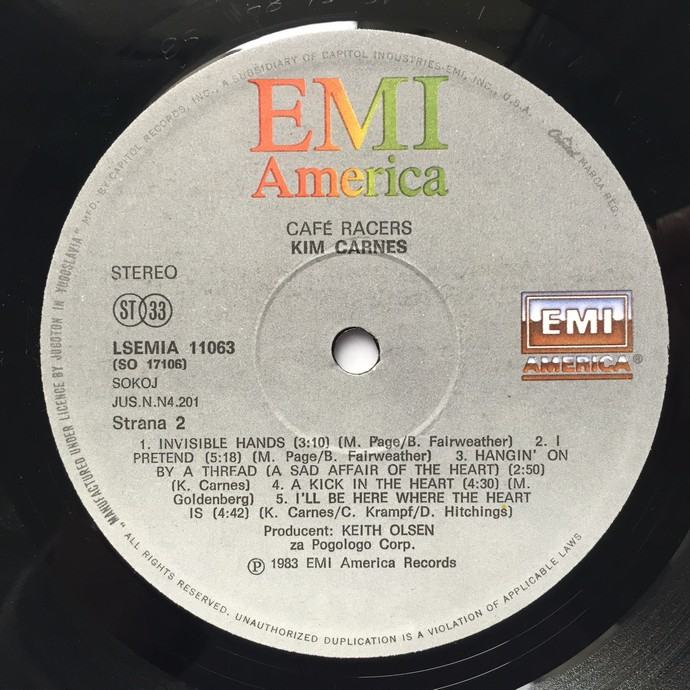 EMI
America
CAFÉ RACERS
KIM CARNES
STEREO
ST 33
LSEMIA 11063
(SO 17106)
SOKOJ
JUS.N.N4.201
Strana 2
EMI
AMERICA®
1. INVISIBLE HANDS (3:10) (M. Page/B. Fairweather) 2. I
PRETEND (5:18) (M. Page/B. Fairweather) 3. HANGIN' ON
BY A THFAD (A SAD AFFAIR OF THE HEART) (2:50)
(K. Carnes) 4. A KICK IN THE HEART (4:30) (M.
Goldenberg) 5. I'LL BE HERE WHERE THE HEART
IS (4:42) (K. Carnes/C. Krampf/D. Hitchings)
Producent: KEITH OLSEN
za Pogologo Corp.
℗ 1983 EMI America Records
„MANUFACTURED UNDER LICENCE BY JUGOTON IN YUGOSLAVIA" MFD. BY CAPITOL RECORDS, INC., A SUBSIDIARY OF CAPITOL INDUSTRIES-EMI, INC., U.S.A. Capitol MARCA REG.
ALL RIGHTS RESERVED. UNAUTHORIZED DUPLICATION IS A VIOLATION OF APPLICABLE LAWS